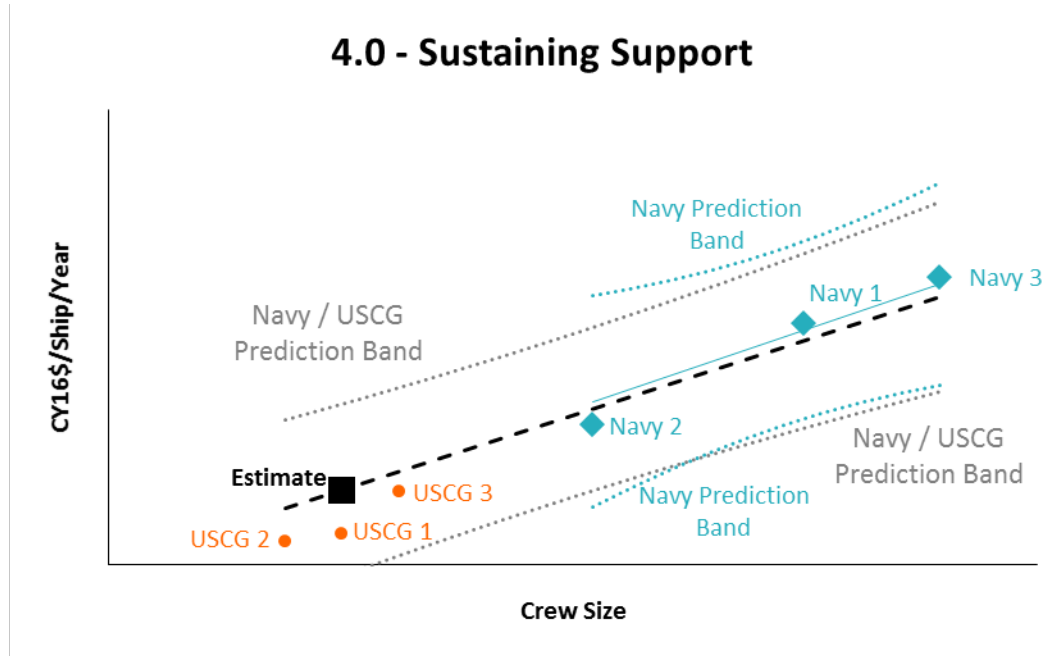 4.0 - Sustaining Support
CY16$/Ship/Year
Navy Prediction
Band
Navy 1
Navy 3
Navy / USCG
Prediction Band
Navy 2
Navy / USCG
Prediction Band
Estimate
USCG 3
Navy Prediction
Band
USCG 2
USCG 1
Crew Size